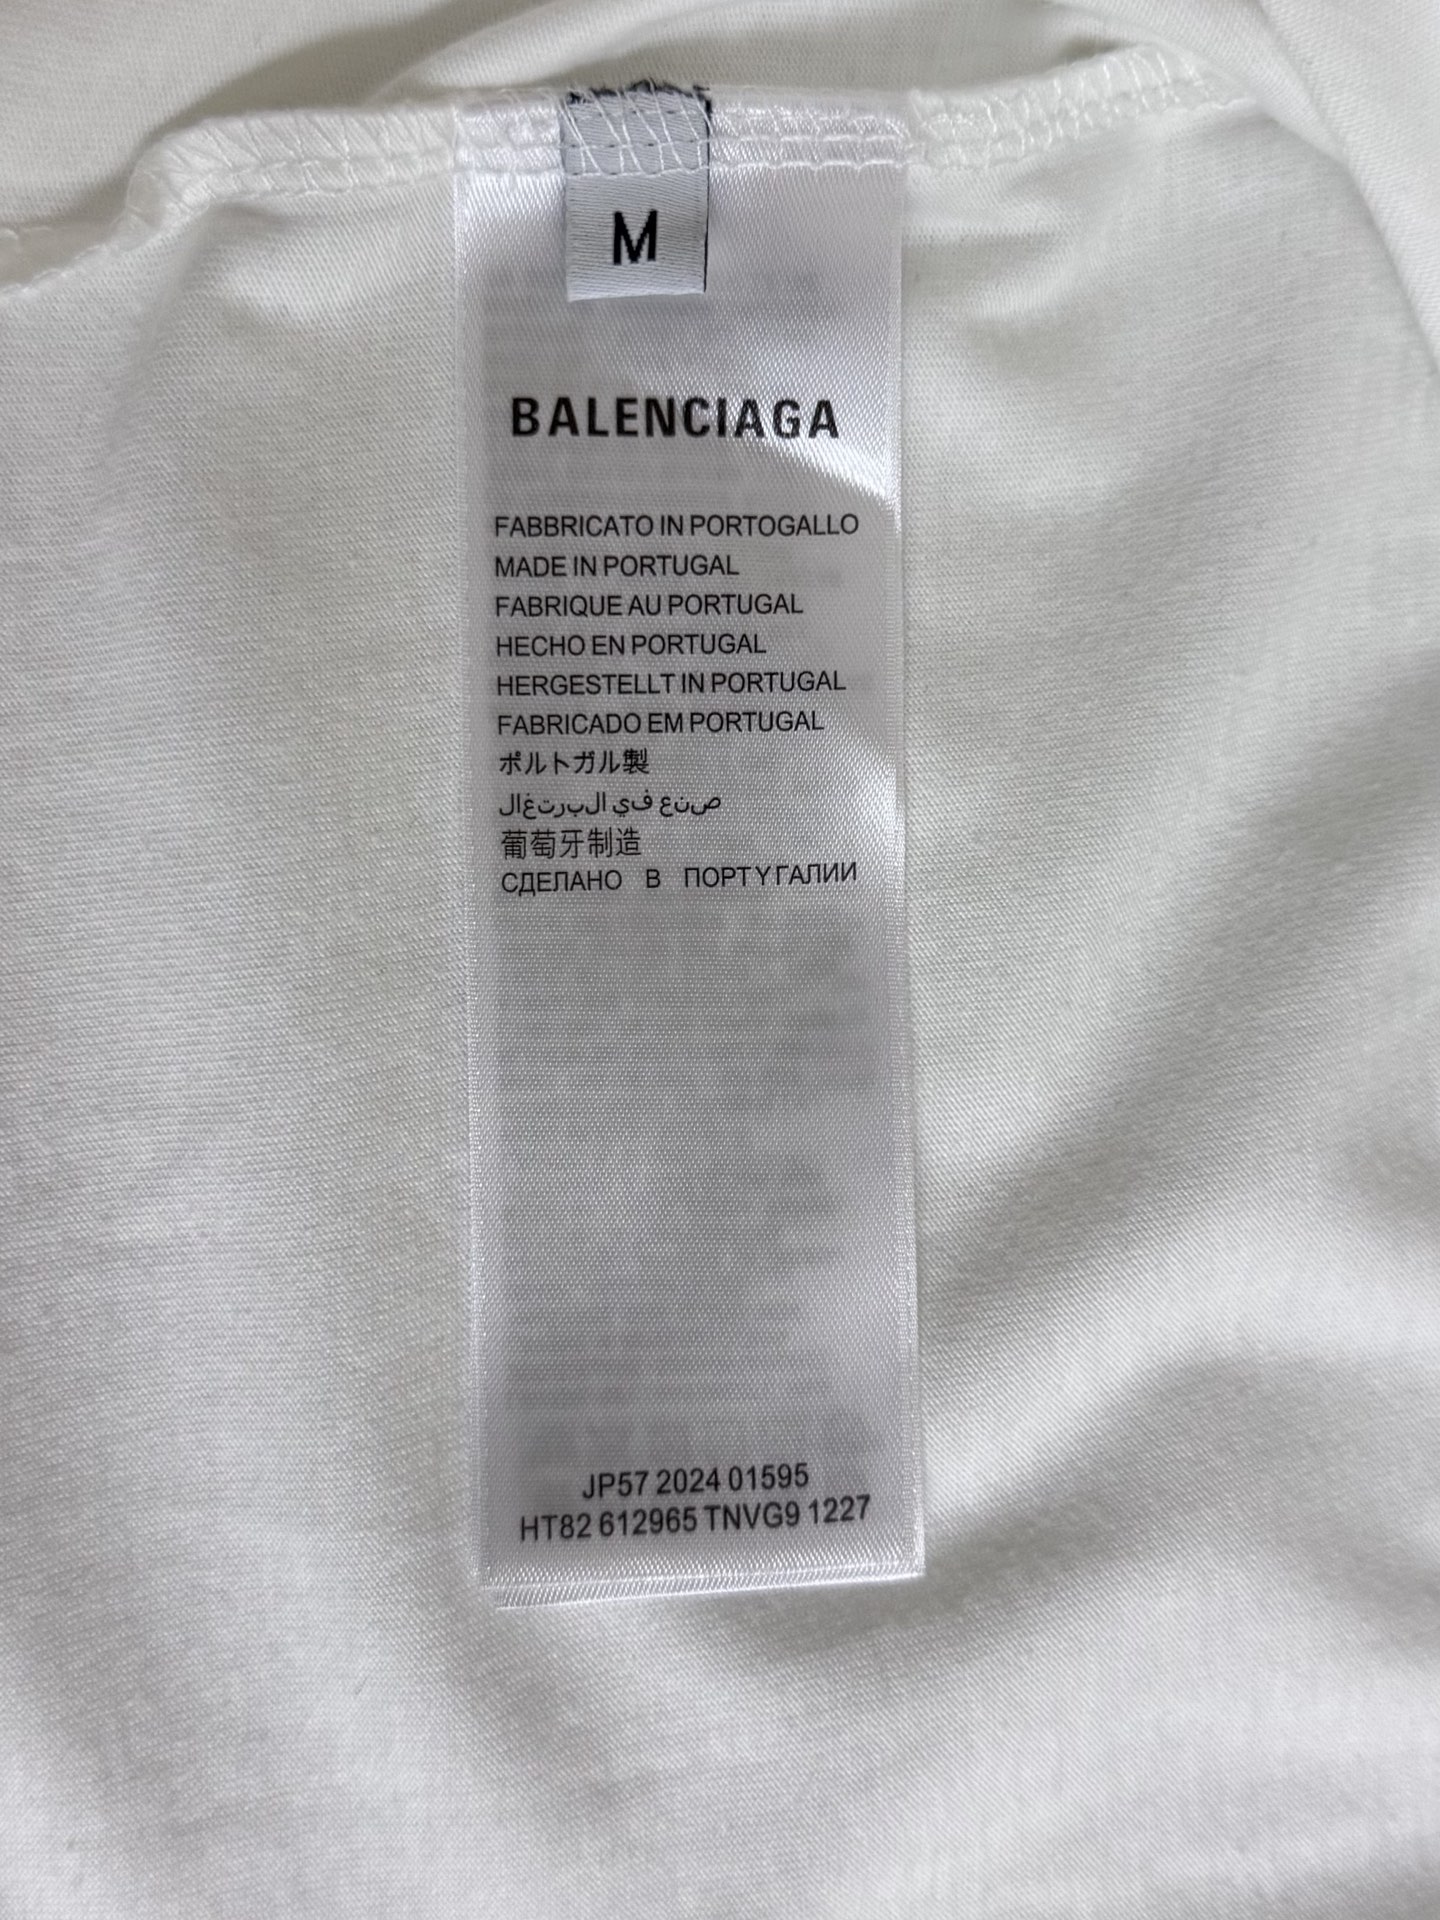 M
BALENCIAGA
FABBRICATO IN PORTOGALLO
MADE IN PORTUGAL
FABRIQUE AU PORTUGAL
HECHO EN PORTUGAL
HERGESTELLT IN PORTUGAL
FABRICADO EM PORTUGAL
ポルトガル製
صنع في البرتغال
葡萄牙制造
СДЕЛАНО В ПОРТYГАЛИИ
JP57 2024 01595
HT82 612965 TNVG9 1227